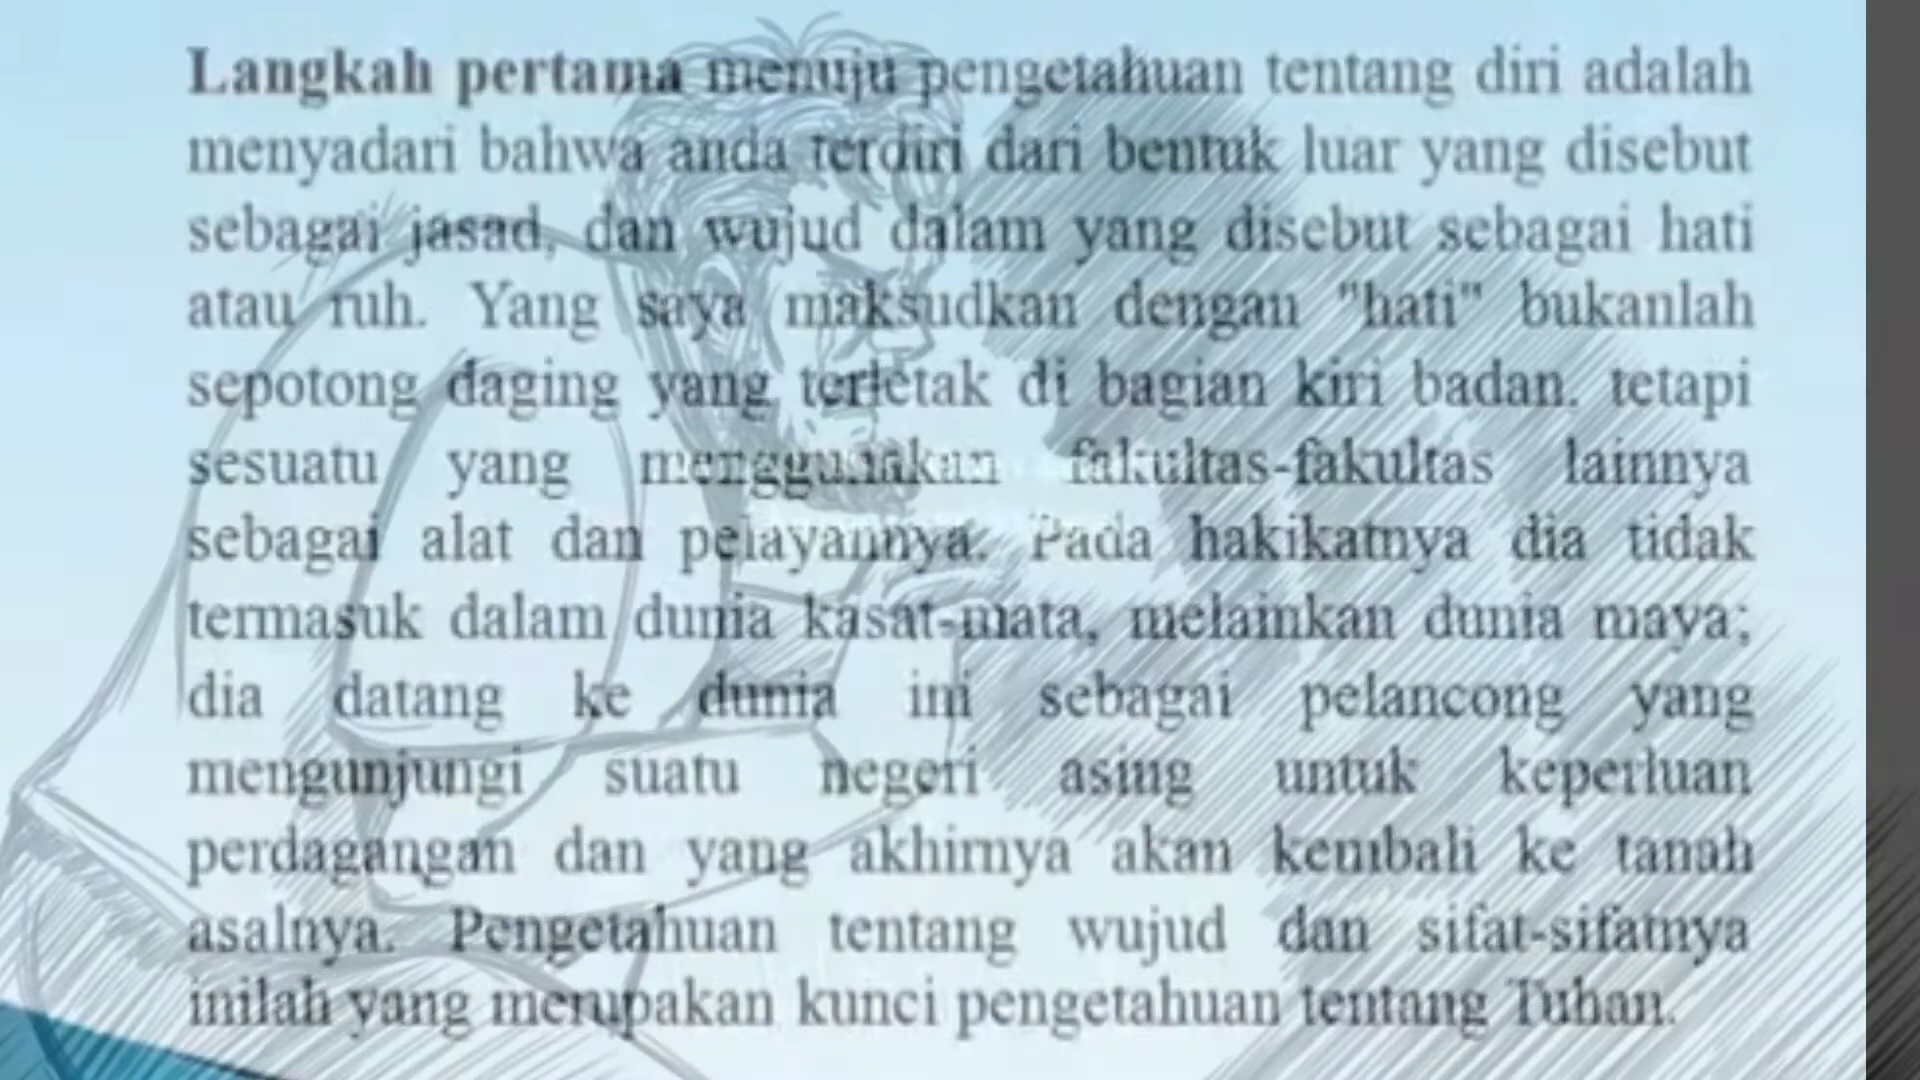 Langkah pertama menuju pengetahuan tentang diri adalah
menyadari bahwa anda terdiri dari bentuk luar yang disebut
sebagai jasad, dan wujud dalam yang disebut sebagai hati
atau ruh. Yang saya maksudkan dengan "hati" bukanlah
sepotong daging yang terletak di bagian kiri badan. tetapi
sesuatu yang menggunakan fakultas-fakultas lainnya
sebagai alat dan pelayannya. Pada hakikatnya dia tidak
termasuk dalam dunia kasat-mata, melainkan dunia maya;
dia datang ke dunia ini sebagai pelancong yang
mengunjungi suatu negeri asing untuk keperluan
perdagangan dan yang akhirnya akan kembali ke tanah
asalnya. Pengetahuan tentang wujud dan sifat-sifatnya
inilah yang merupakan kunci pengetahuan tentang Tuhan.